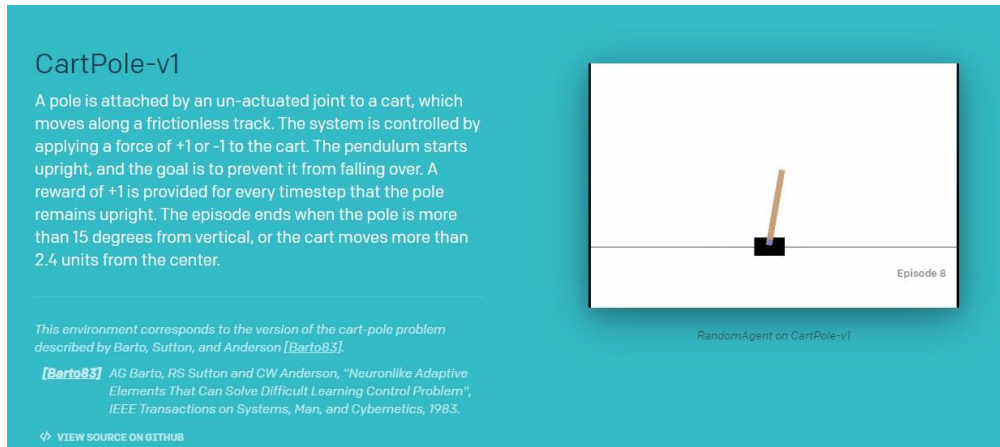 CartPole-v1
A pole is attached by an un-actuated joint to a cart, which
moves along a frictionless track. The system is controlled by
applying a force of +1 or -1 to the cart. The pendulum starts
upright, and the goal is to prevent it from falling over. A
reward of +1 is provided for every timestep that the pole
remains upright. The episode ends when the pole is more
than 15 degrees from vertical, or the cart moves more than
2.4 units from the center.
This environment corresponds to the version of the cart-pole problem
described by Barto, Sutton, and Anderson [Barto83].
[Barto83] AG Barto, RS Sutton and CW Anderson, "Neuronlike Adaptive
Elements That Can Solve Difficult Learning Control Problem",
IEEE Transactions on Systems, Man, and Cybernetics, 1983.
VIEW SOURCE ON GITHUB
Episode 8
RandomAgent on CartPole-v1